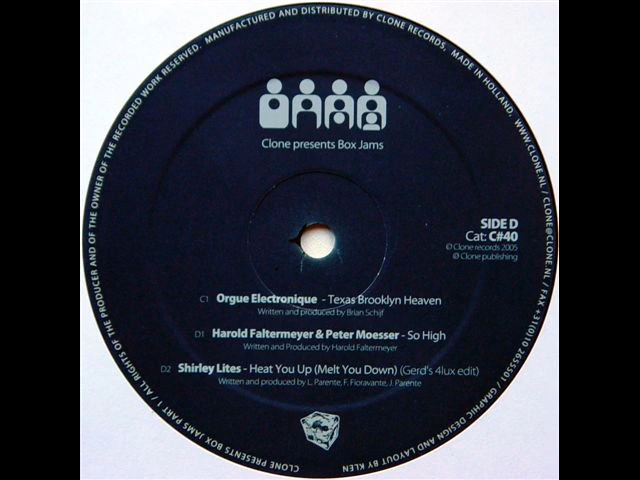 CLONE PRESENTS BOX JAMS PART 1 / ALL RIGHTS OF THE PRODUCER AND OF THE OWNER OF THE RECORDED WORK RESERVED. MANUFACTURED AND DISTRIBUTED BY CLONE RECORDS, MADE IN HOLLAND, WWW.CLONE.NL / CLONE@CLONE.NL / FAX +31(0)10 2655501 / GRAPHIC DESIGN AND LAYOUT BY KLEN
Clone presents Box Jams
SIDE D
Cat: C#40
© Clone records 2005
℗ Clone publishing
C1 Orgue Electronique - Texas Brooklyn Heaven
Written and produced by Brian Schijf
D1 Harold Faltermeyer & Peter Moesser - So High
Written and Produced by Harold Faltermeyer
D2 Shirley Lites - Heat You Up (Melt You Down) (Gerd's 4lux edit)
Written and produced by L. Parente, F. Fioravante, J. Parente